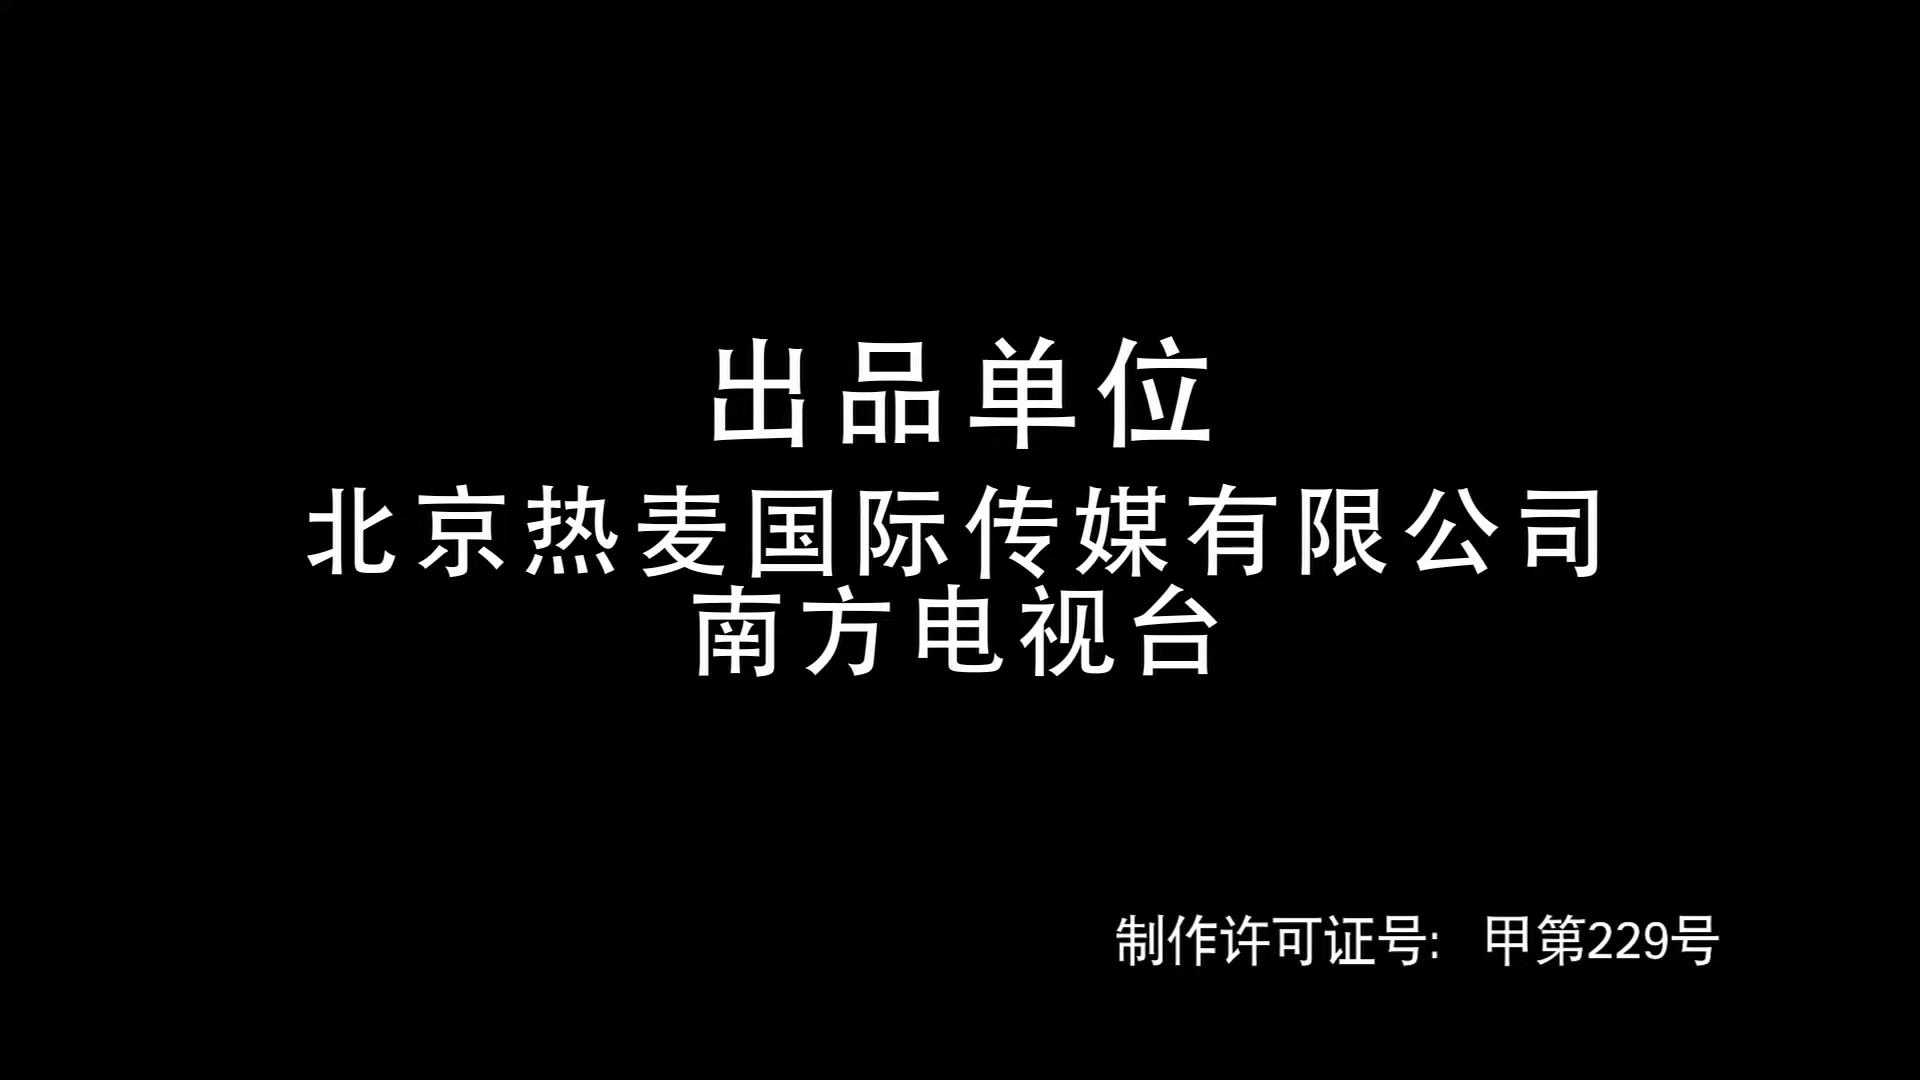 出品单位
北京热麦国际传媒有限公司
南方电视台
制作许可证号: 甲第229号